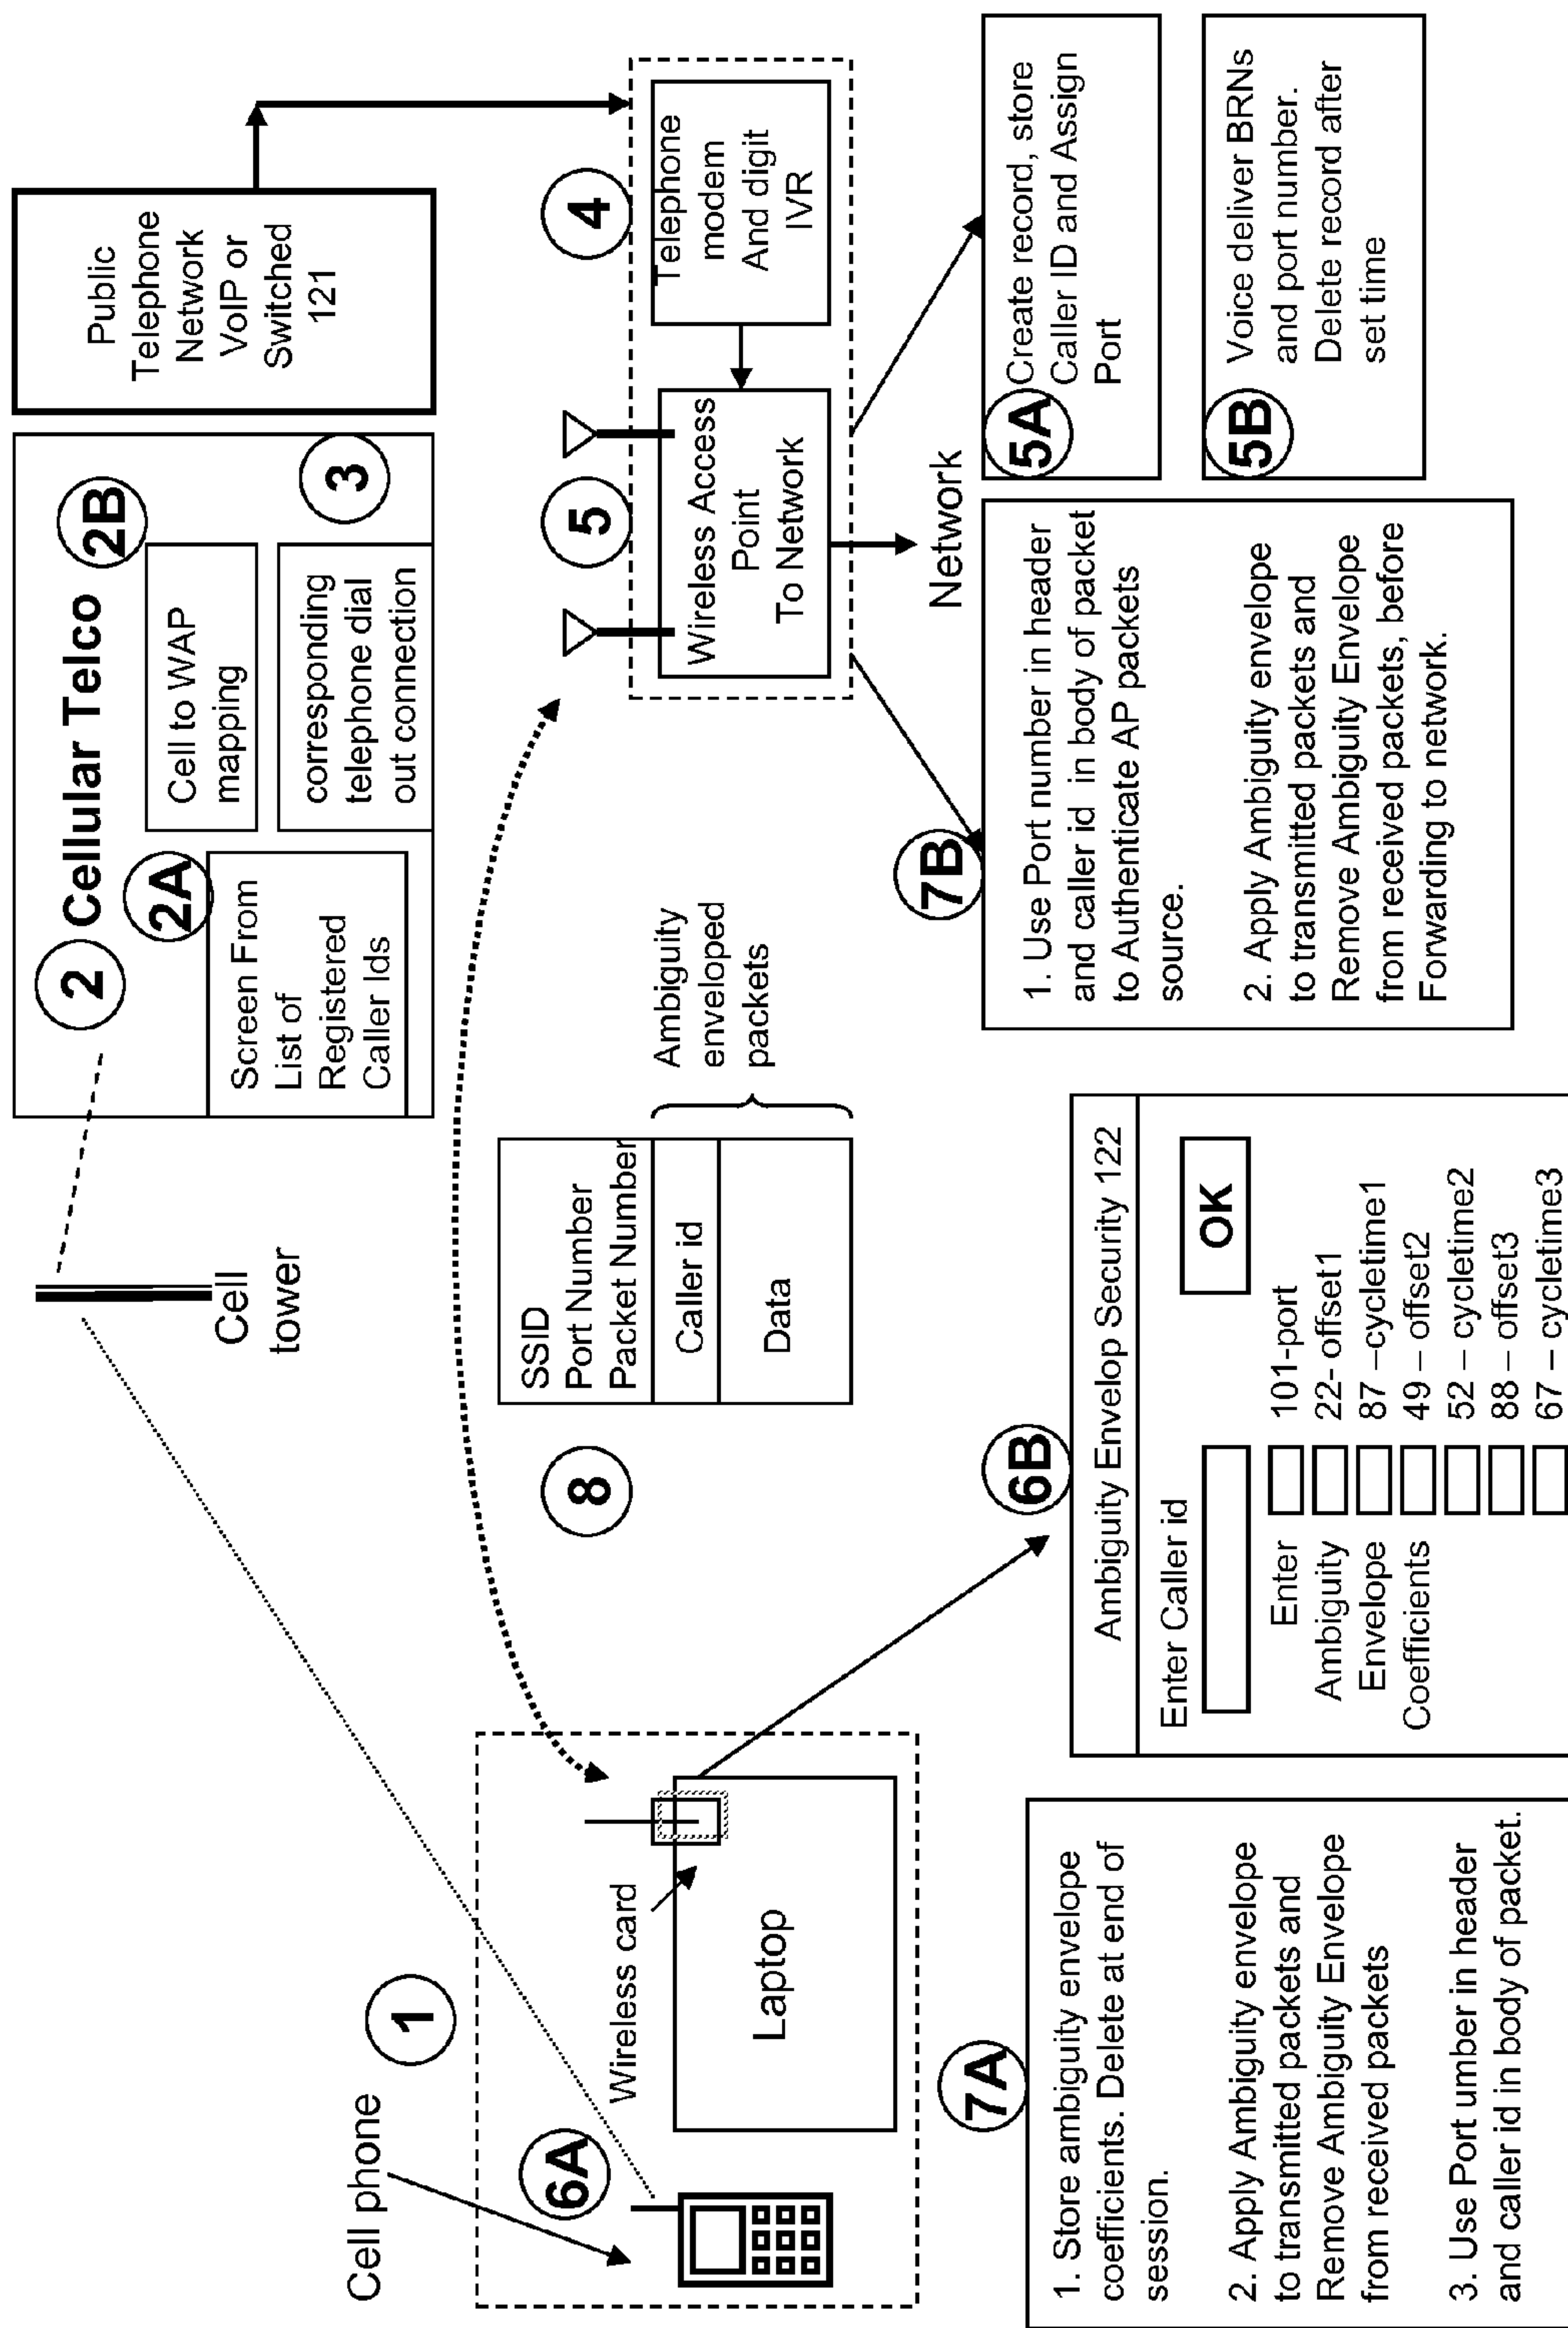 Cell phone
1
6A
Wireless card
Laptop
Cell
tower
2 Cellular Telco
2A
Screen From
List of
Registered
Caller Ids
2B
Cell to WAP
mapping
3
corresponding
telephone dial
out connection
Public
Telephone
Network
VoIP or
Switched
121
4
Telephone
modem
And digit
IVR
5
Wireless Access
Point
To Network
Network
8
SSID
Port Number
Packet Number
Caller id
Data
Ambiguity
enveloped
packets
5A
Create record, store
Caller ID and Assign
Port
5B
Voice deliver BRNs
and port number.
Delete record after
set time
7A
1. Store ambiguity envelope
coefficients. Delete at end of
session.
2. Apply Ambiguity envelope
to transmitted packets and
Remove Ambiguity Envelope
from received packets
3. Use Port umber in header
and caller id in body of packet.
6B
Ambiguity Envelop Security 122
Enter Caller id
OK
Enter
Ambiguity
Envelope
Coefficients
101-port
22- offset1
87 –cycletime1
49 – offset2
52 – cycletime2
88 – offset3
67 – cycletime3
7B
1. Use Port number in header
and caller id in body of packet
to Authenticate AP packets
source.
2. Apply Ambiguity envelope
to transmitted packets and
Remove Ambiguity Envelope
from received packets, before
Forwarding to network.